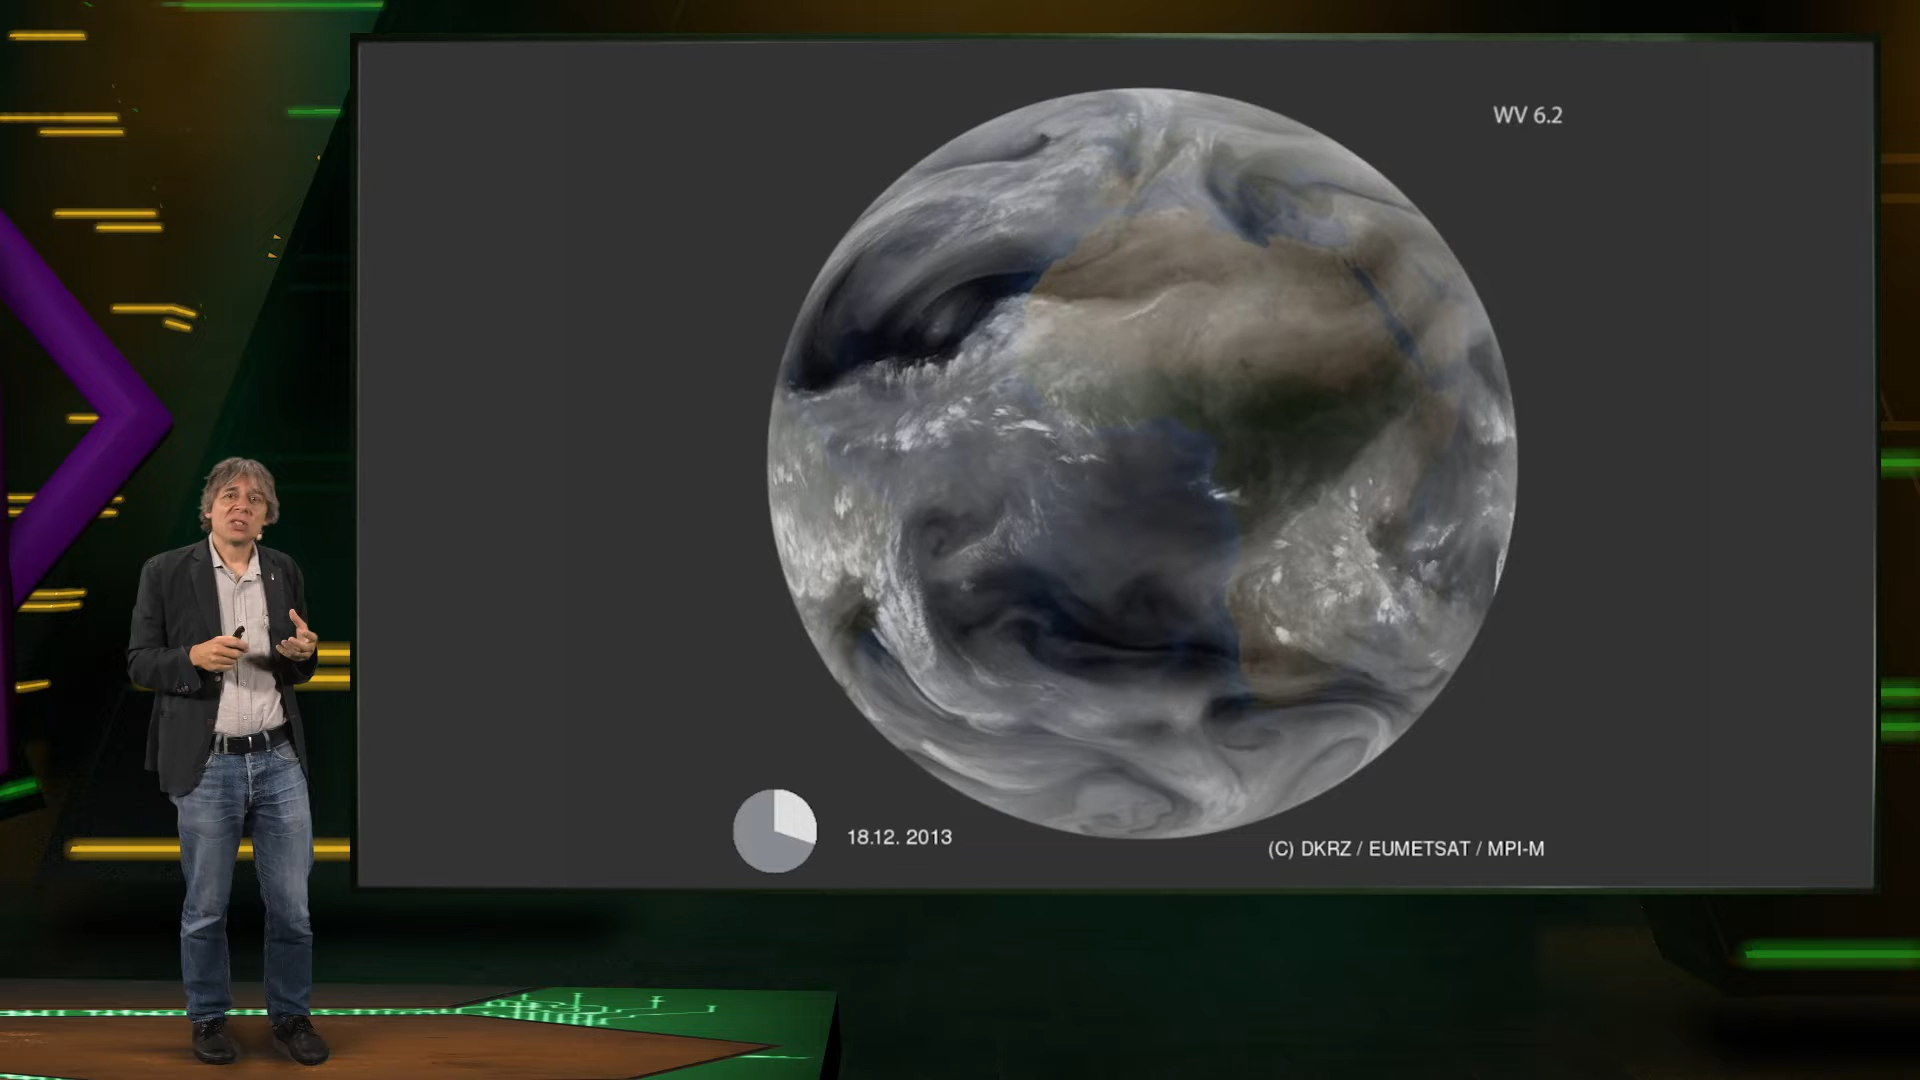 WV 6.2
18.12. 2013
(C) DKRZ / EUMETSAT / MPI-M